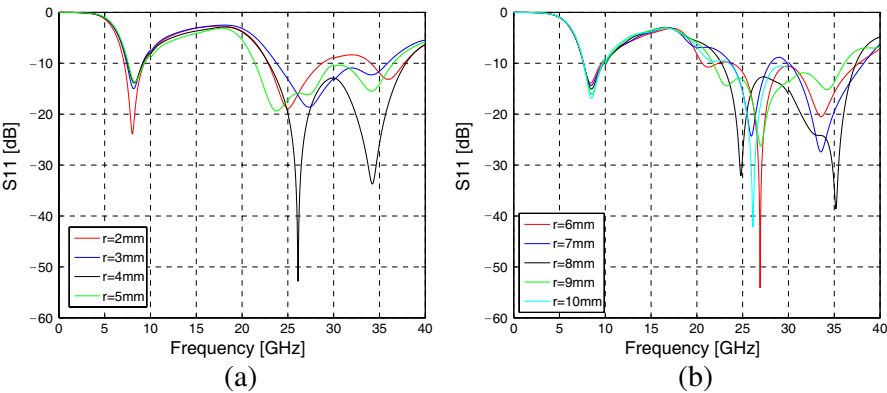 0
−10
−20
−30
−40
−50
−60
S11 [dB]
r=2mm
r=3mm
r=4mm
r=5mm
0 5 10 15 20 25 30 35 40
Frequency [GHz]
(a)
0
−10
−20
−30
−40
−50
−60
S11 [dB]
r=6mm
r=7mm
r=8mm
r=9mm
r=10mm
0 5 10 15 20 25 30 35 40
Frequency [GHz]
(b)